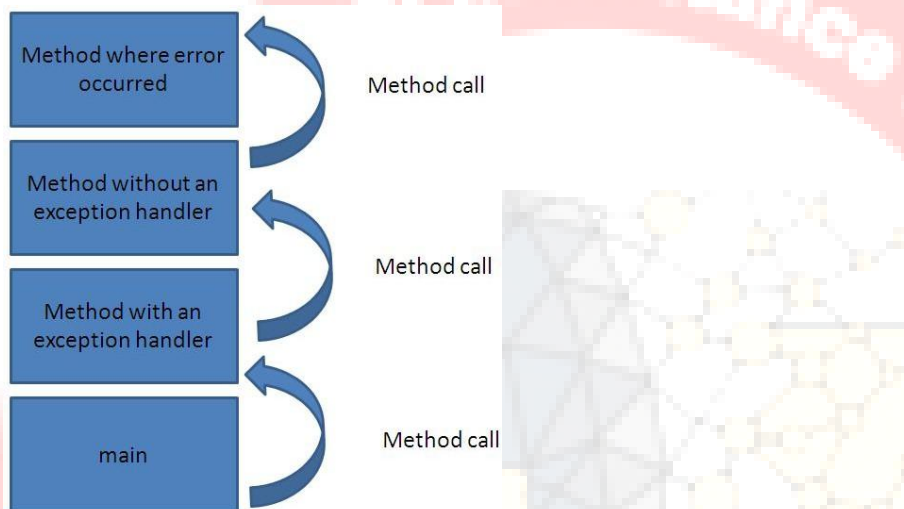 Method where error
occurred
Method call
Method without an
exception handler
Method call
Method with an
exception handler
Method call
main